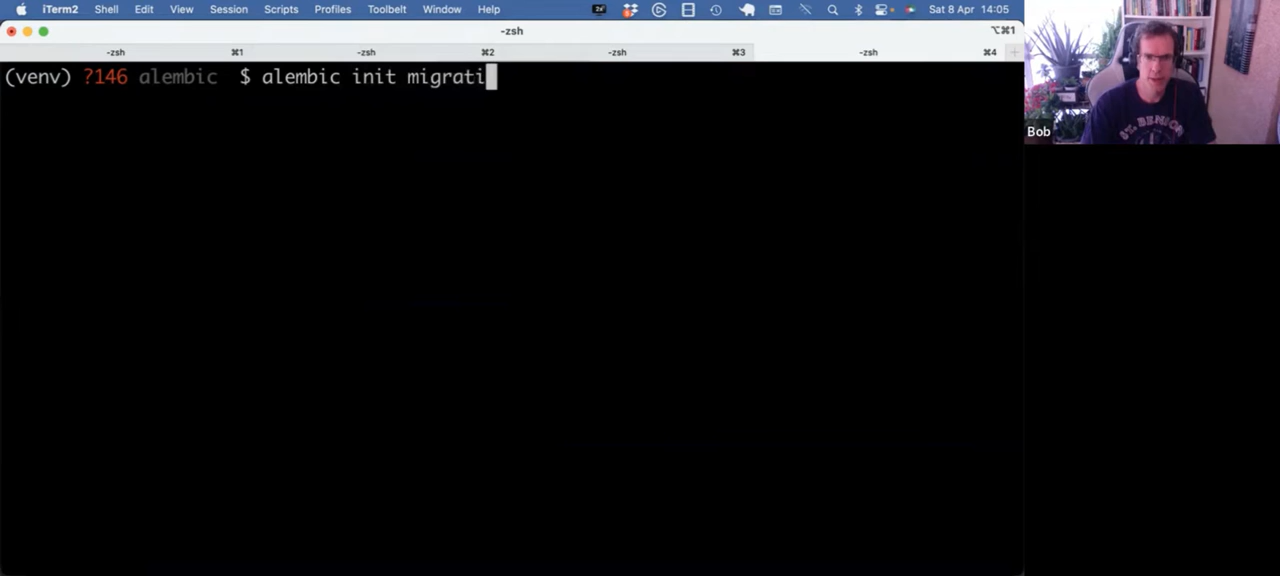 iTerm2 Shell Edit View Session Scripts Profiles Toolbelt Window Help Sat 8 Apr 14:05
-zsh ⌥⌘1
-zsh ⌘1 -zsh ⌘2 -zsh ⌘3 -zsh ⌘4
(venv) ?146 alembic $ alembic init migrati
Bob